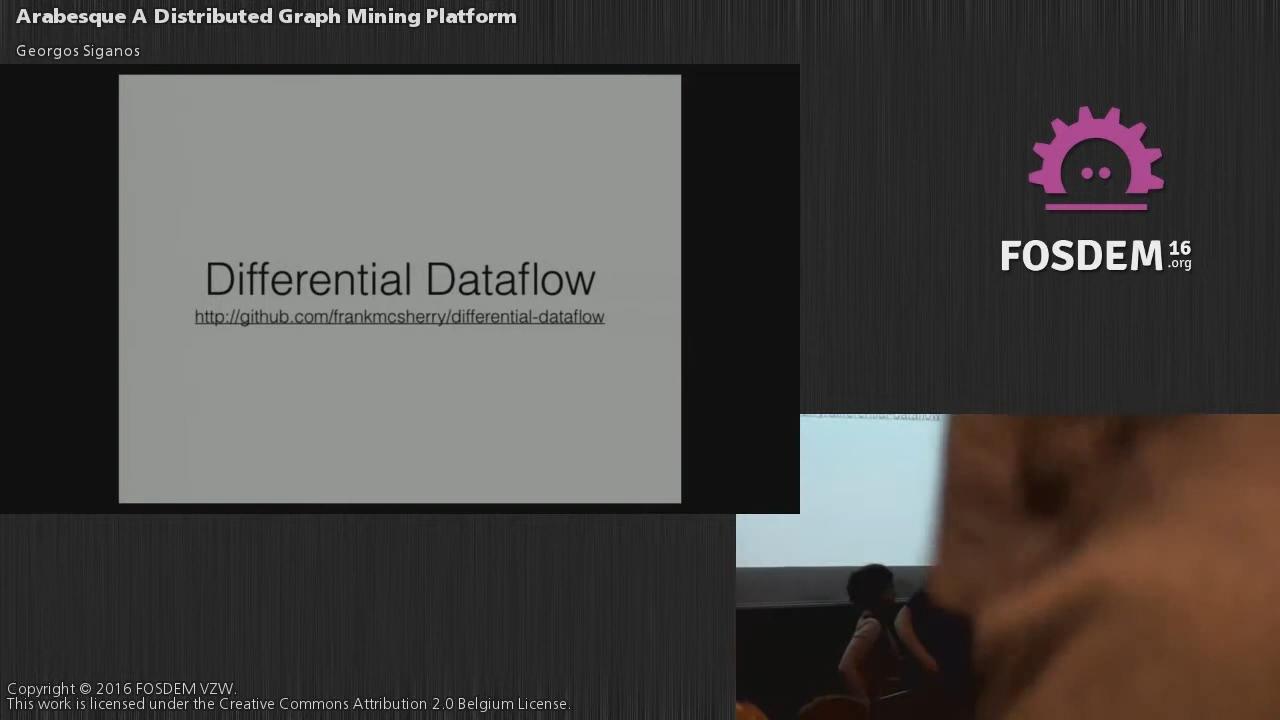 Arabesque A Distributed Graph Mining Platform
Georgos Siganos
Differential Dataflow
http://github.com/frankmcsherry/differential-dataflow
FOSDEM 16 .org
Copyright © 2016 FOSDEM VZW.
This work is licensed under the Creative Commons Attribution 2.0 Belgium License.